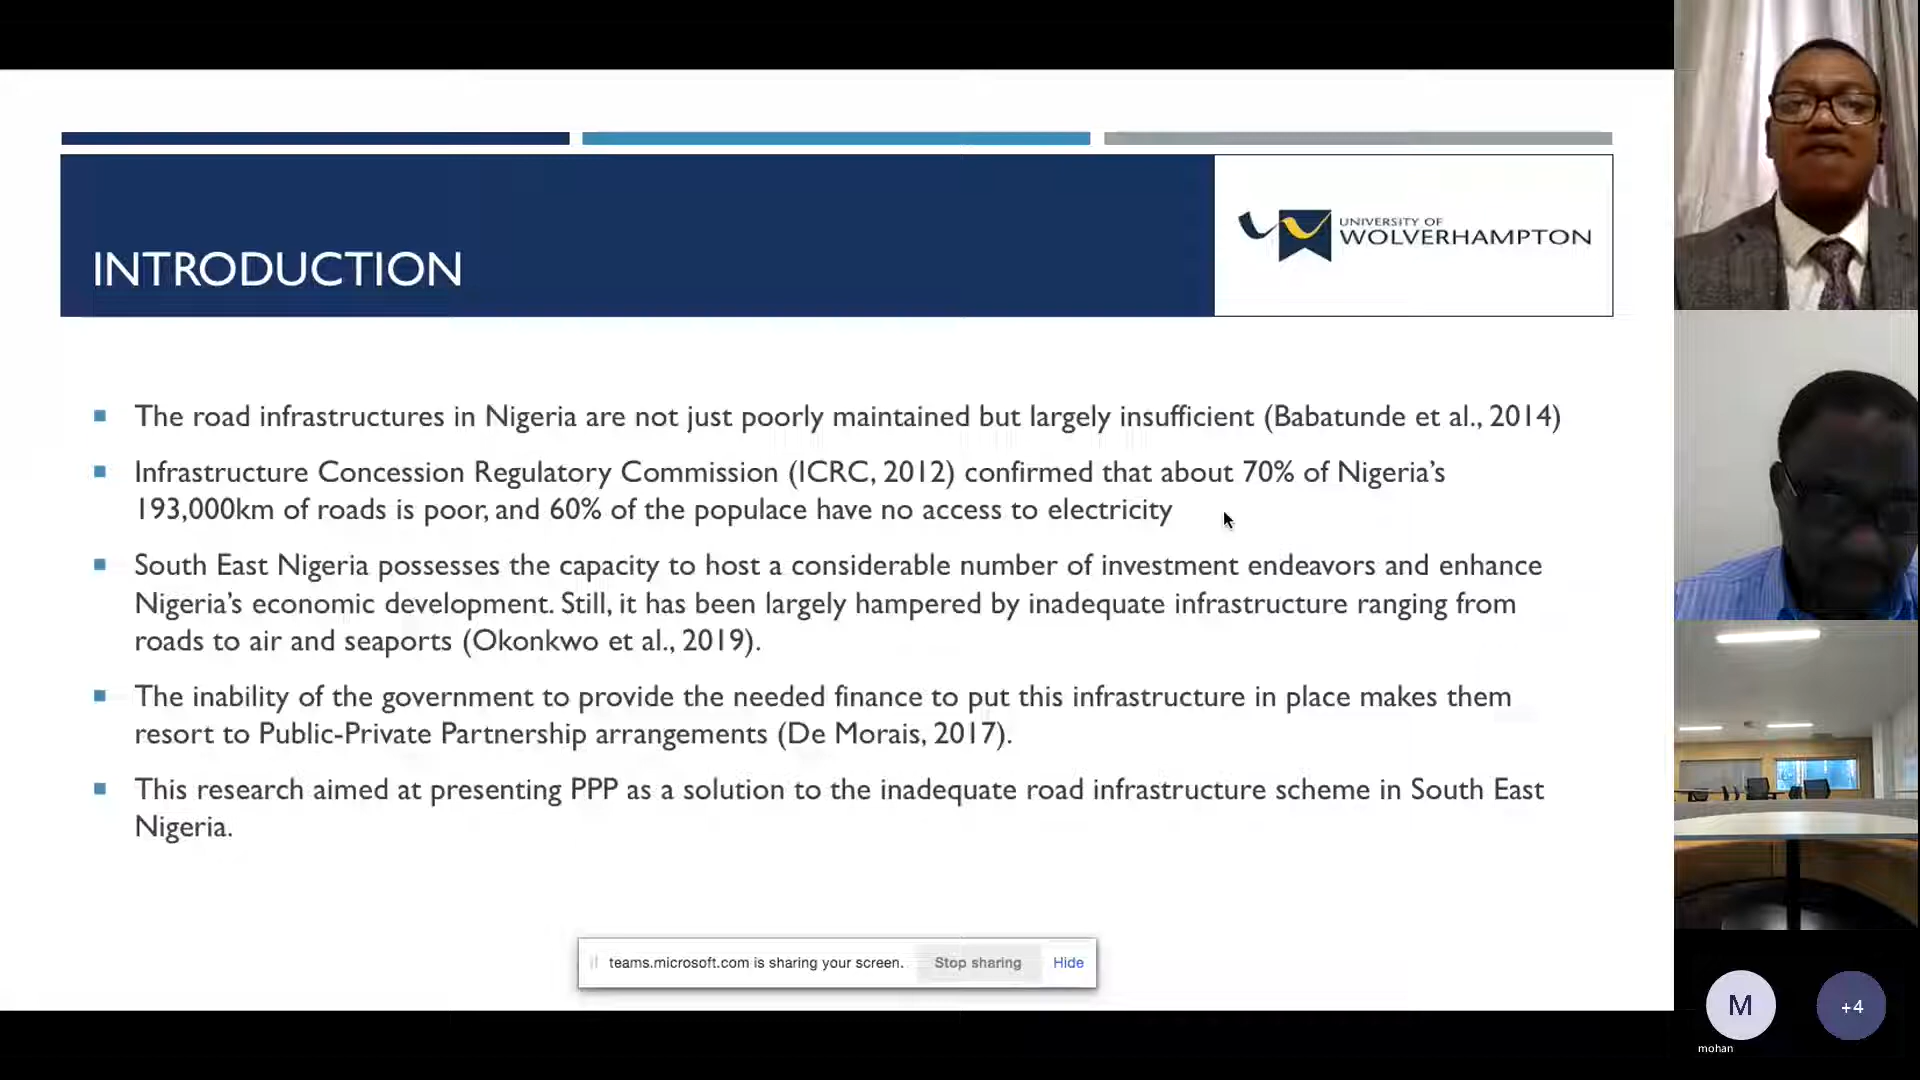 INTRODUCTION
UNIVERSITY OF
WOLVERHAMPTON
The road infrastructures in Nigeria are not just poorly maintained but largely insufficient (Babatunde et al., 2014)
Infrastructure Concession Regulatory Commission (ICRC, 2012) confirmed that about 70% of Nigeria's
193,000km of roads is poor, and 60% of the populace have no access to electricity
South East Nigeria possesses the capacity to host a considerable number of investment endeavors and enhance
Nigeria's economic development. Still, it has been largely hampered by inadequate infrastructure ranging from
roads to air and seaports (Okonkwo et al., 2019).
The inability of the government to provide the needed finance to put this infrastructure in place makes them
resort to Public-Private Partnership arrangements (De Morais, 2017).
This research aimed at presenting PPP as a solution to the inadequate road infrastructure scheme in South East
Nigeria.
teams.microsoft.com is sharing your screen. Stop sharing Hide
M +4
mohan